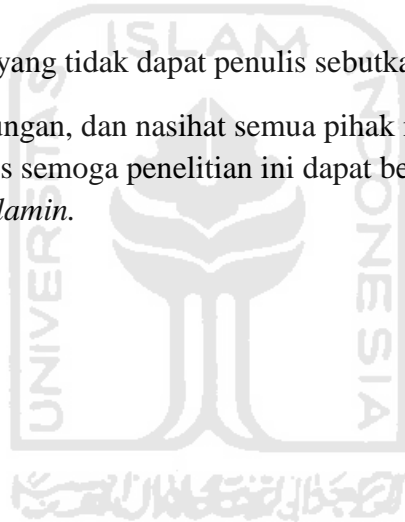 ISLAM
yang tidak dapat penulis sebutka
ungan, dan nasihat semua pihak
s semoga penelitian ini dapat be
lamin.
UNIVERSITAS
INDONESIA